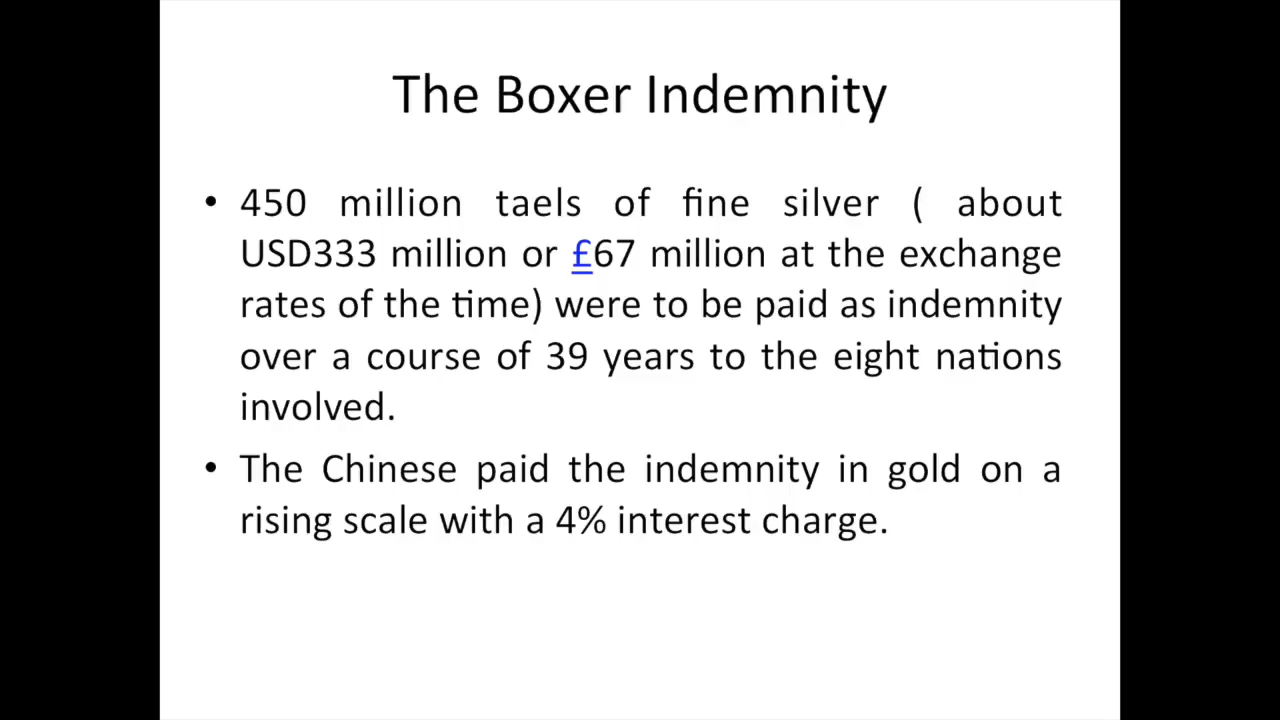 The Boxer Indemnity
• 450 million taels of fine silver ( about
USD333 million or £67 million at the exchange
rates of the time) were to be paid as indemnity
over a course of 39 years to the eight nations
involved.
• The Chinese paid the indemnity in gold on a
rising scale with a 4% interest charge.